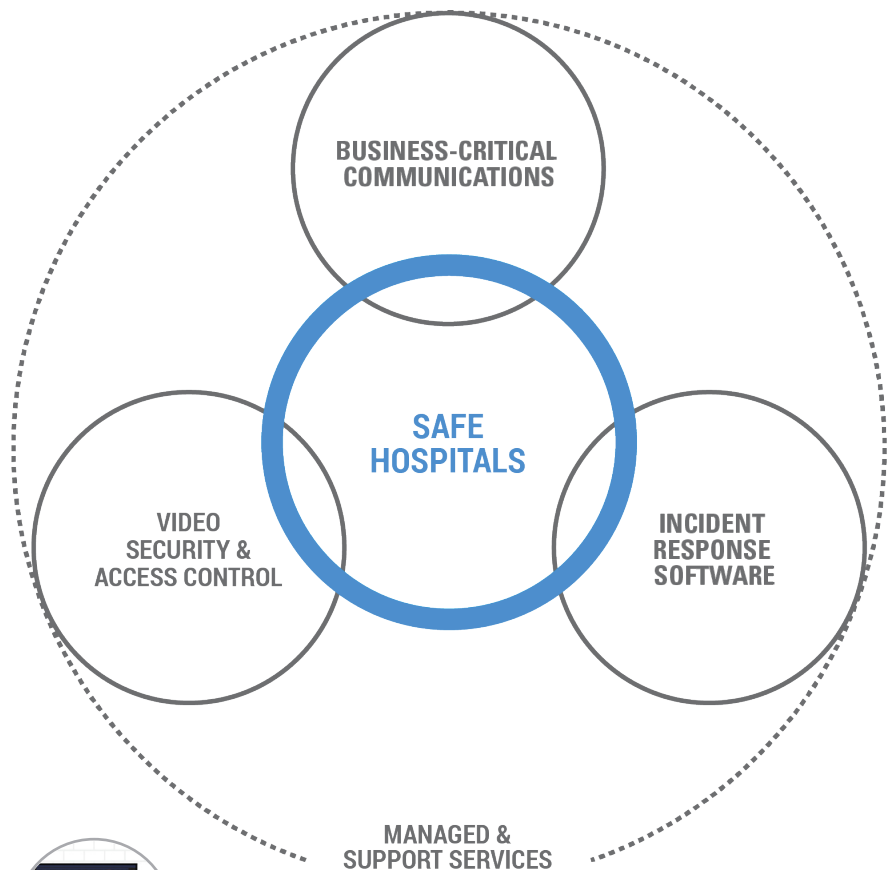 BUSINESS-CRITICAL
COMMUNICATIONS
SAFE
HOSPITALS
VIDEO
SECURITY &
ACCESS CONTROL
INCIDENT
RESPONSE
SOFTWARE
MANAGED &
SUPPORT SERVICES